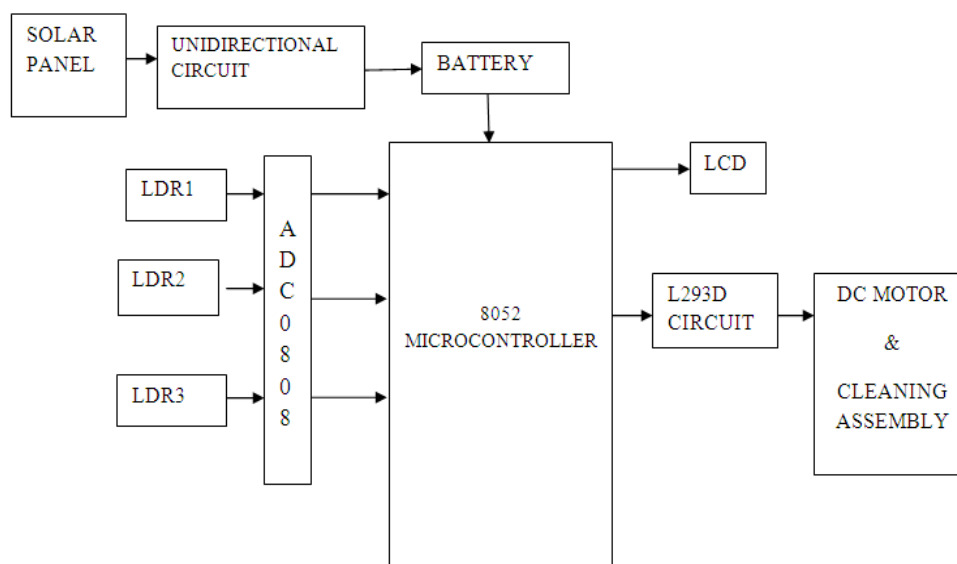 SOLAR
PANEL
UNIDIRECTIONAL
CIRCUIT
BATTERY
LCD
LDR1
LDR2
LDR3
A
D
C
0
8
0
8
8052
MICROCONTROLLER
L293D
CIRCUIT
DC MOTOR
&
CLEANING
ASSEMBLY